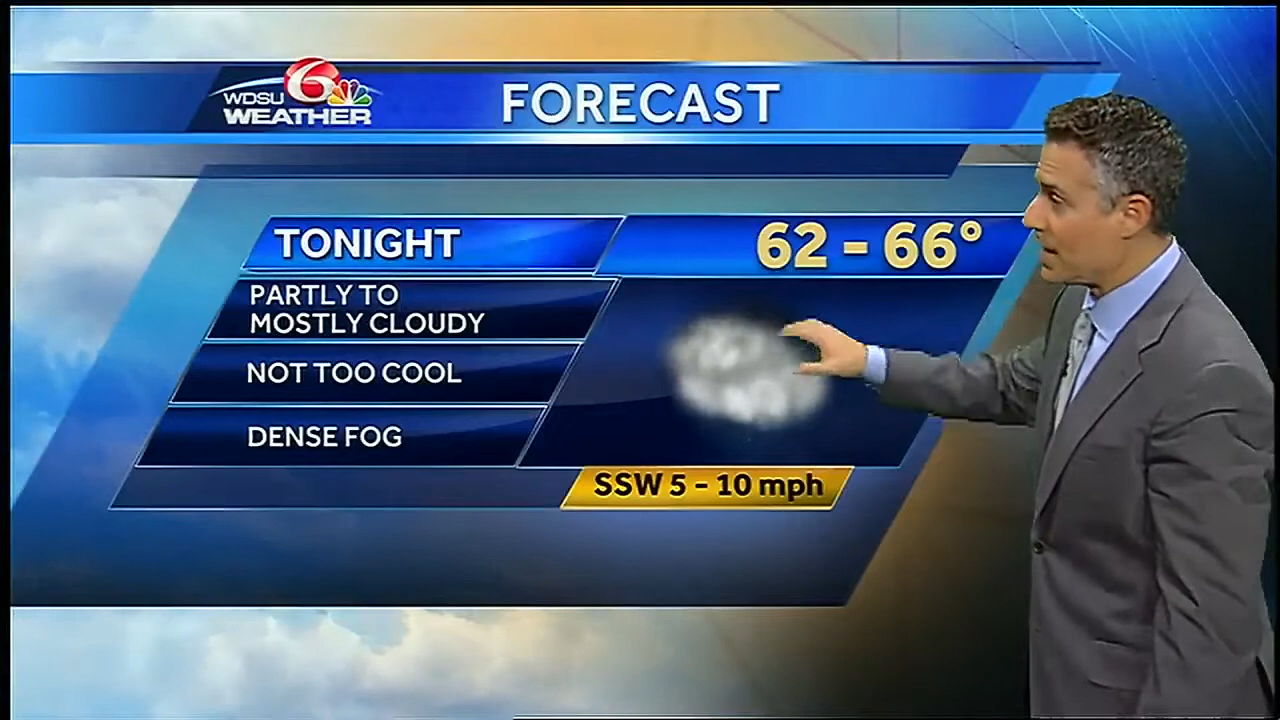 WDSU 6
WEATHER
FORECAST
TONIGHT
62 - 66°
PARTLY TO
MOSTLY CLOUDY
NOT TOO COOL
DENSE FOG
SSW 5 - 10 mph